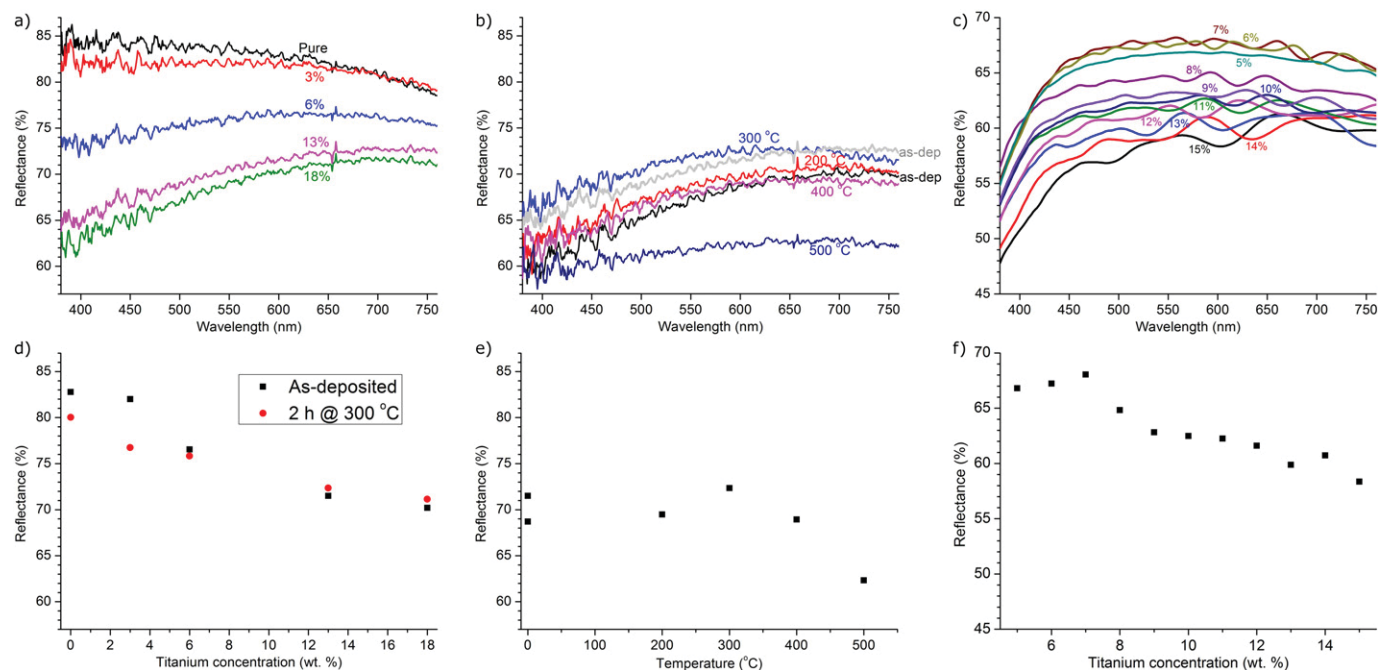 a)
85
80
75
70
65
60
Reflectance (%)
Pure
3%
6%
13%
18%
400 450 500 550 600 650 700 750
Wavelength (nm)
b)
85
80
75
70
65
60
Reflectance (%)
300 °C
as-dep
200 °C
as-dep
400 °C
500 °C
400 450 500 550 600 650 700 750
Wavelength (nm)
c)
70
65
60
55
50
45
Reflectance (%)
7%
6%
5%
8%
9%
10%
11%
12%
13%
15%
14%
400 450 500 550 600 650 700 750
Wavelength (nm)
d)
85
80
75
70
65
60
Reflectance (%)
As-deposited
2 h @ 300 °C
0 2 4 6 8 10 12 14 16 18
Titanium concentration (wt. %)
e)
85
80
75
70
65
60
Reflectance (%)
0 100 200 300 400 500
Temperature (°C)
f)
70
65
60
55
50
45
Reflectance (%)
6 8 10 12 14
Titanium concentration (wt. %)